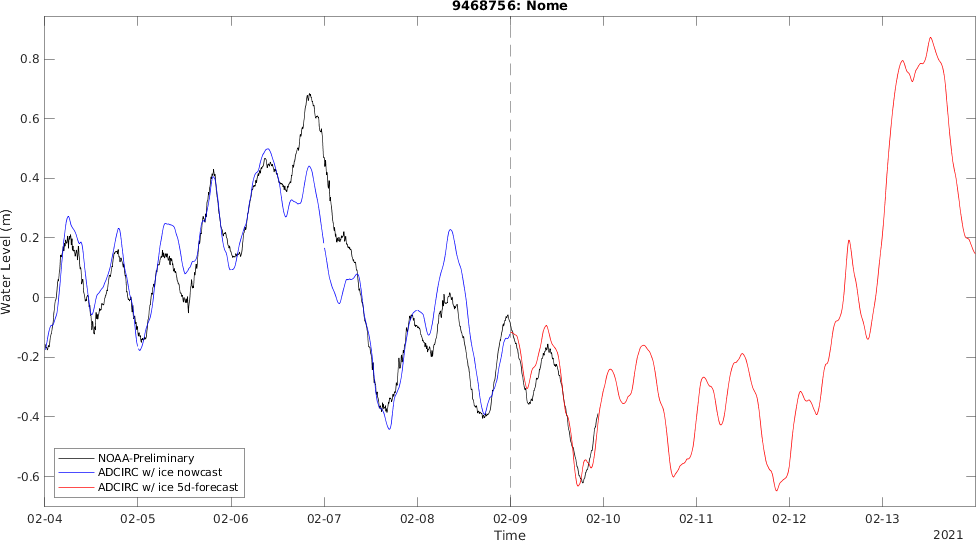 9468756: Nome
Water Level (m)
0.8
0.6
0.4
0.2
0
-0.2
-0.4
-0.6
NOAA-Preliminary
ADCIRC w/ ice nowcast
ADCIRC w/ ice 5d-forecast
02-04 02-05 02-06 02-07 02-08 02-09 02-10 02-11 02-12 02-13
Time
2021